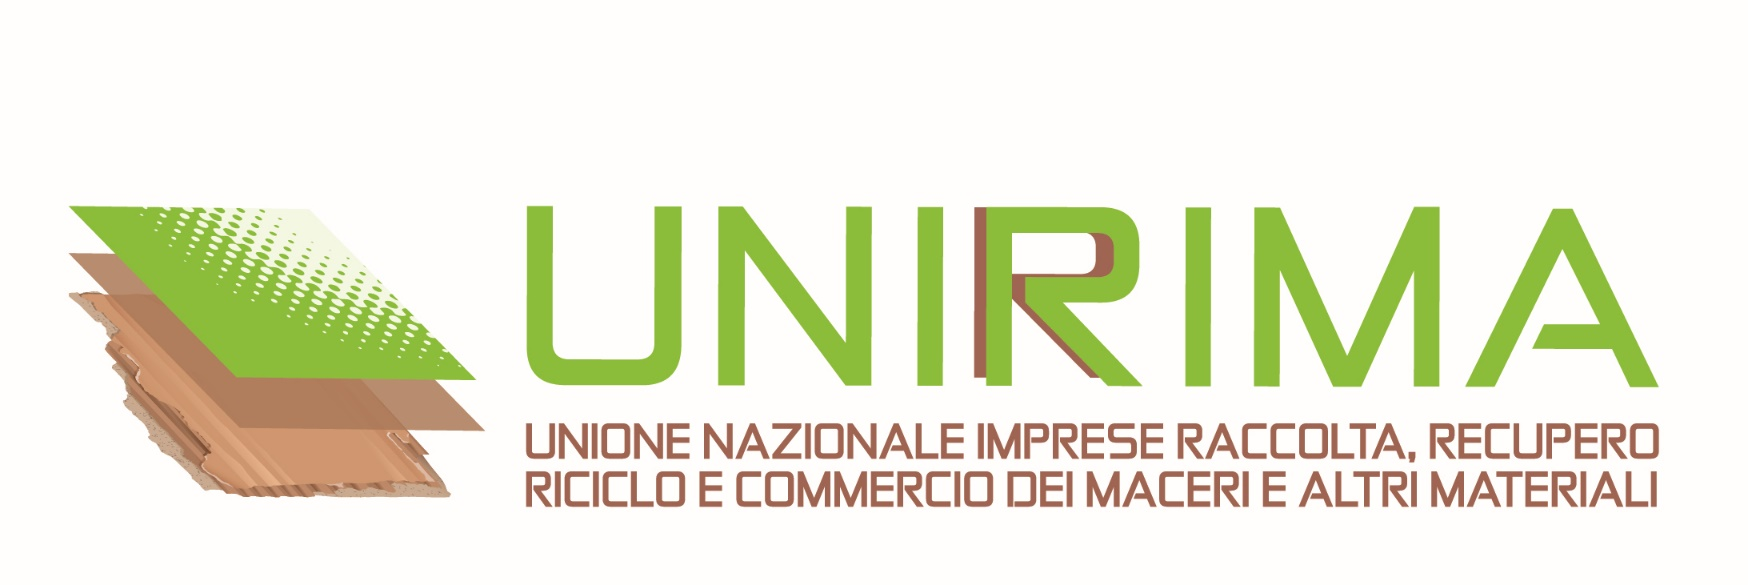 UNIRIMA
UNIONE NAZIONALE IMPRESE RACCOLTA, RECUPERO
RICICLO E COMMERCIO DEI MACERI E ALTRI MATERIALI